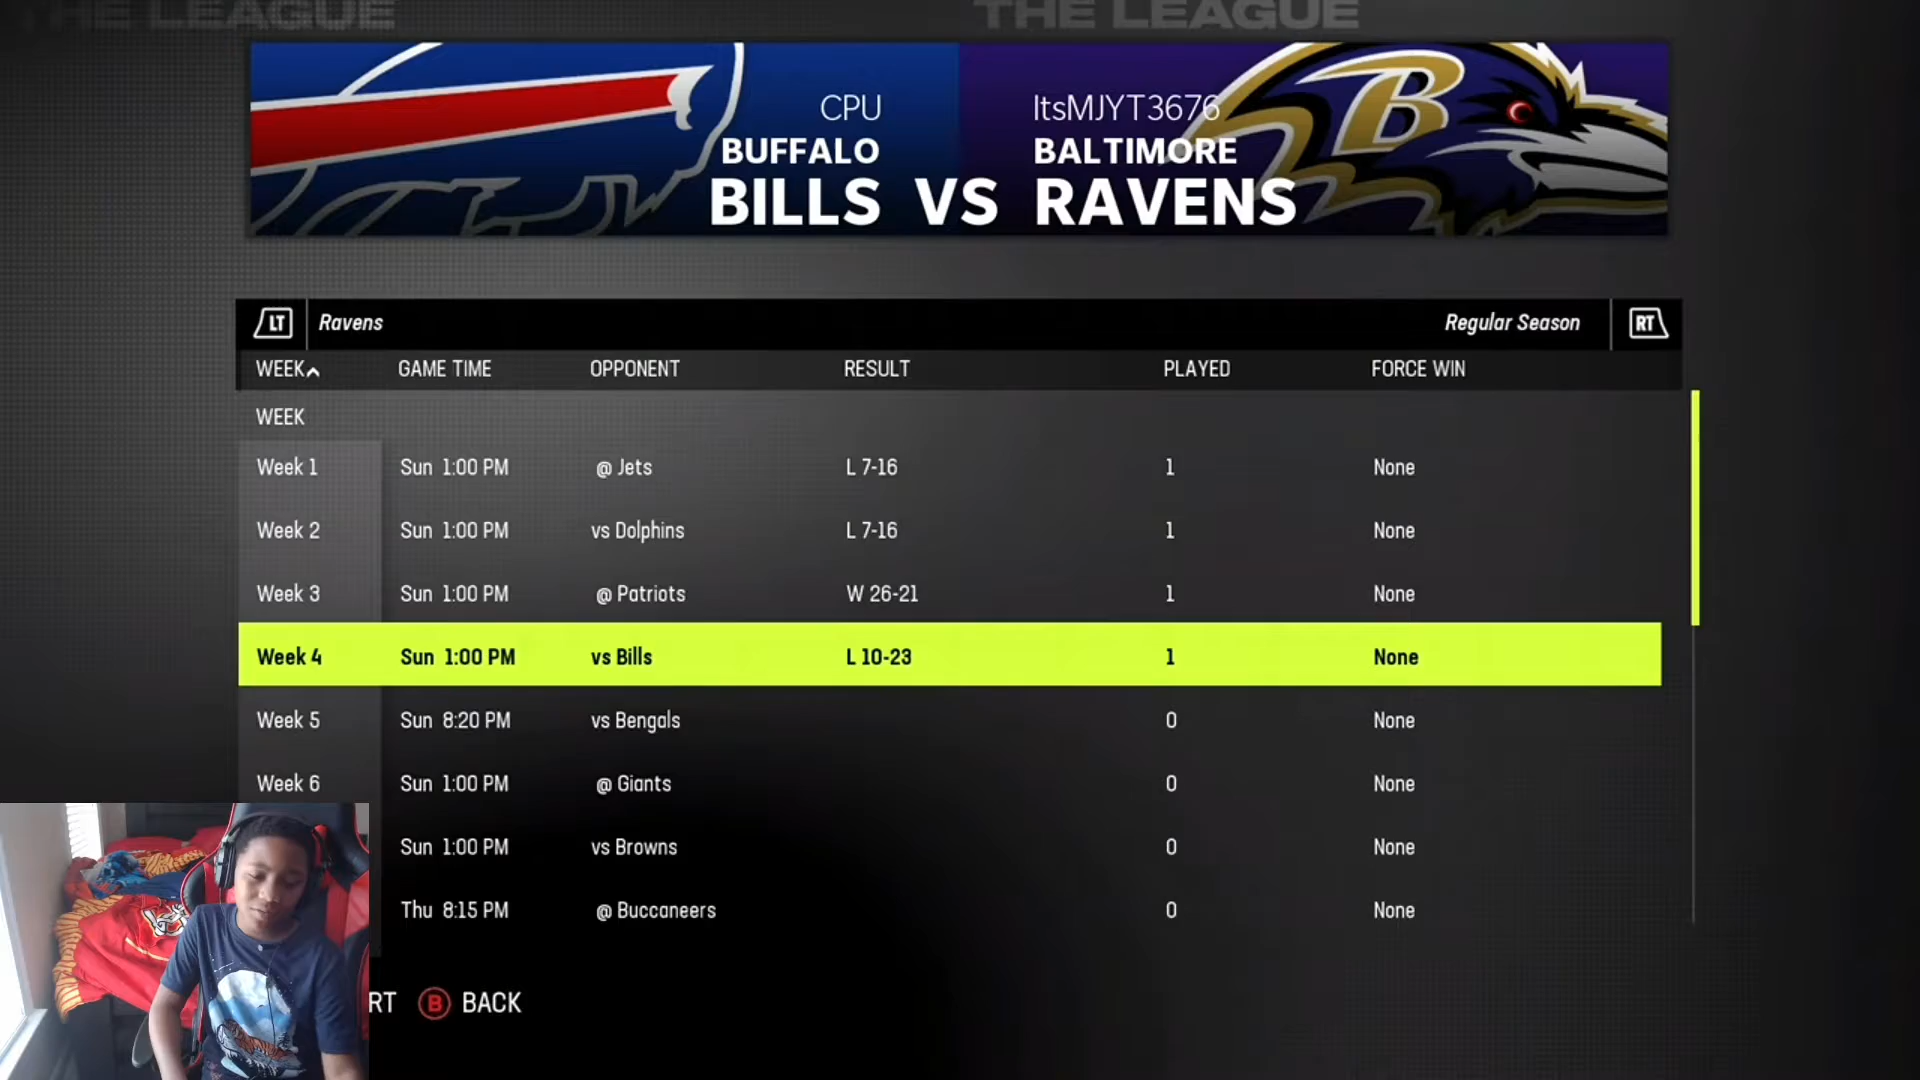 THE LEAGUE THE LEAGUE
CPU
BUFFALO
BILLS VS
ItsMJYT3676
BALTIMORE
RAVENS
B
LT Ravens Regular Season RT
WEEK GAME TIME OPPONENT RESULT PLAYED FORCE WIN
WEEK
Week 1 Sun 1:00 PM @ Jets L 7-16 1 None
Week 2 Sun 1:00 PM vs Dolphins L 7-16 1 None
Week 3 Sun 1:00 PM @ Patriots W 26-21 1 None
Week 4 Sun 1:00 PM vs Bills L 10-23 1 None
Week 5 Sun 8:20 PM vs Bengals 0 None
Week 6 Sun 1:00 PM @ Giants 0 None
Sun 1:00 PM vs Browns 0 None
Thu 8:15 PM @ Buccaneers 0 None
RT B BACK